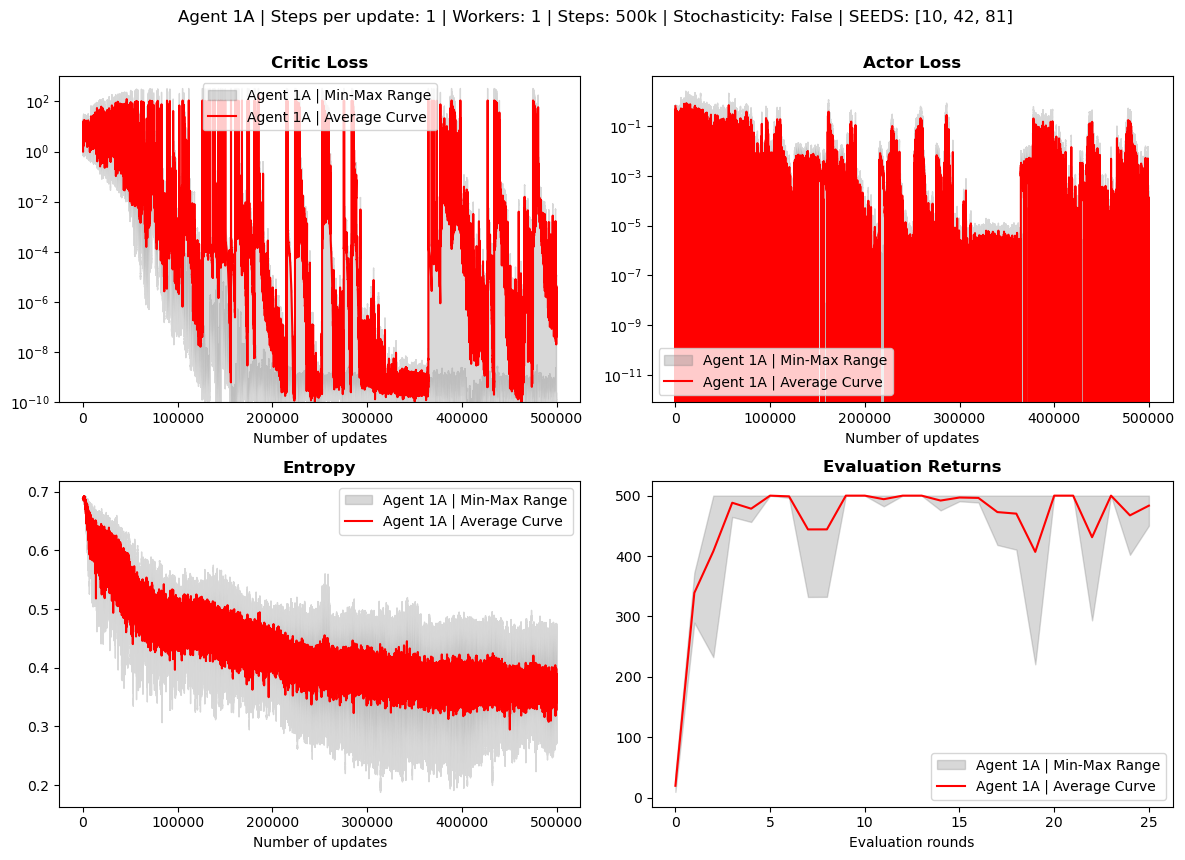 Agent 1A | Steps per update: 1 | Workers: 1 | Steps: 500k | Stochasticity: False | SEEDS: [10, 42, 81]
Critic Loss
10^2
10^0
10^-2
10^-4
10^-6
10^-8
10^-10
Agent 1A | Min-Max Range
Agent 1A | Average Curve
0 100000 200000 300000 400000 500000
Number of updates
Actor Loss
10^-1
10^-3
10^-5
10^-7
10^-9
10^-11
Agent 1A | Min-Max Range
Agent 1A | Average Curve
0 100000 200000 300000 400000 500000
Number of updates
Entropy
0.7
0.6
0.5
0.4
0.3
0.2
Agent 1A | Min-Max Range
Agent 1A | Average Curve
0 100000 200000 300000 400000 500000
Number of updates
Evaluation Returns
500
400
300
200
100
0
Agent 1A | Min-Max Range
Agent 1A | Average Curve
0 5 10 15 20 25
Evaluation rounds